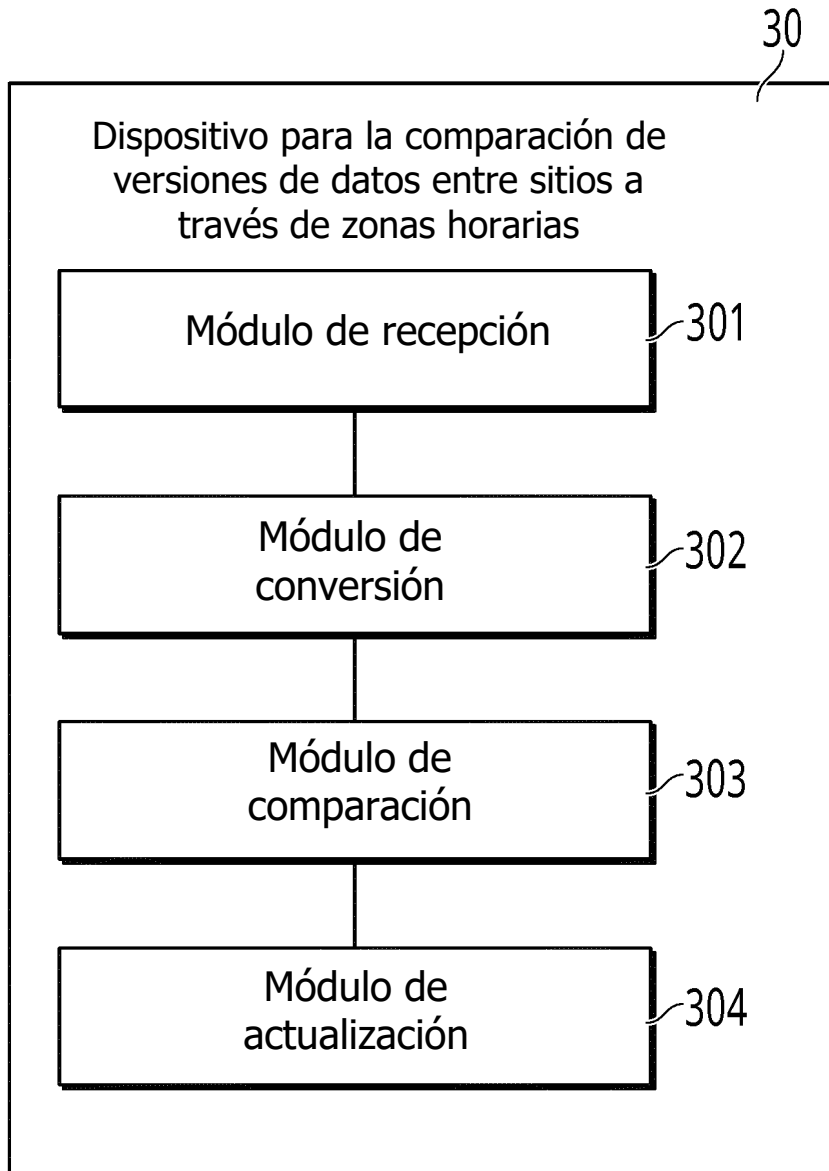 30
Dispositivo para la comparación de
versiones de datos entre sitios a
través de zonas horarias
Módulo de recepción
301
Módulo de
conversión
302
Módulo de
comparación
303
Módulo de
actualización
304